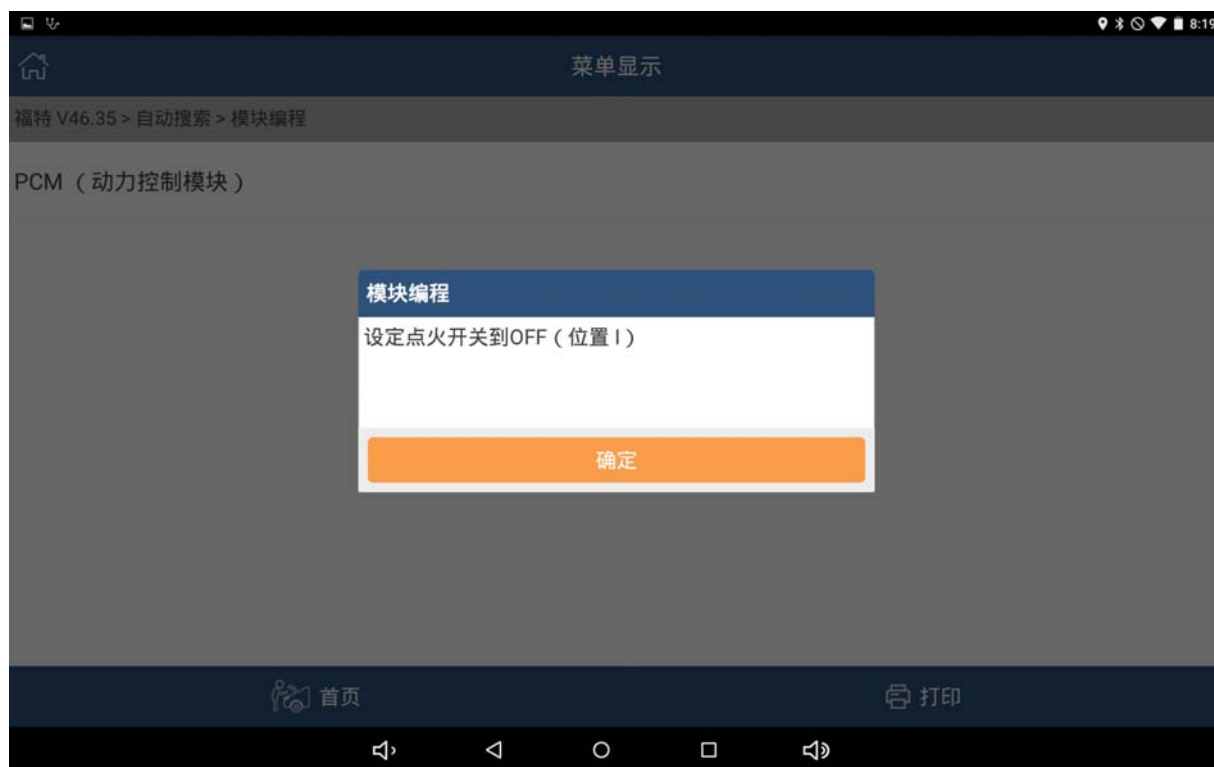 8:19
菜单显示
福特 V46.35 > 自动搜索 > 模块编程
PCM （动力控制模块）
模块编程
设定点火开关到OFF（位置 I）
确定
首页
打印